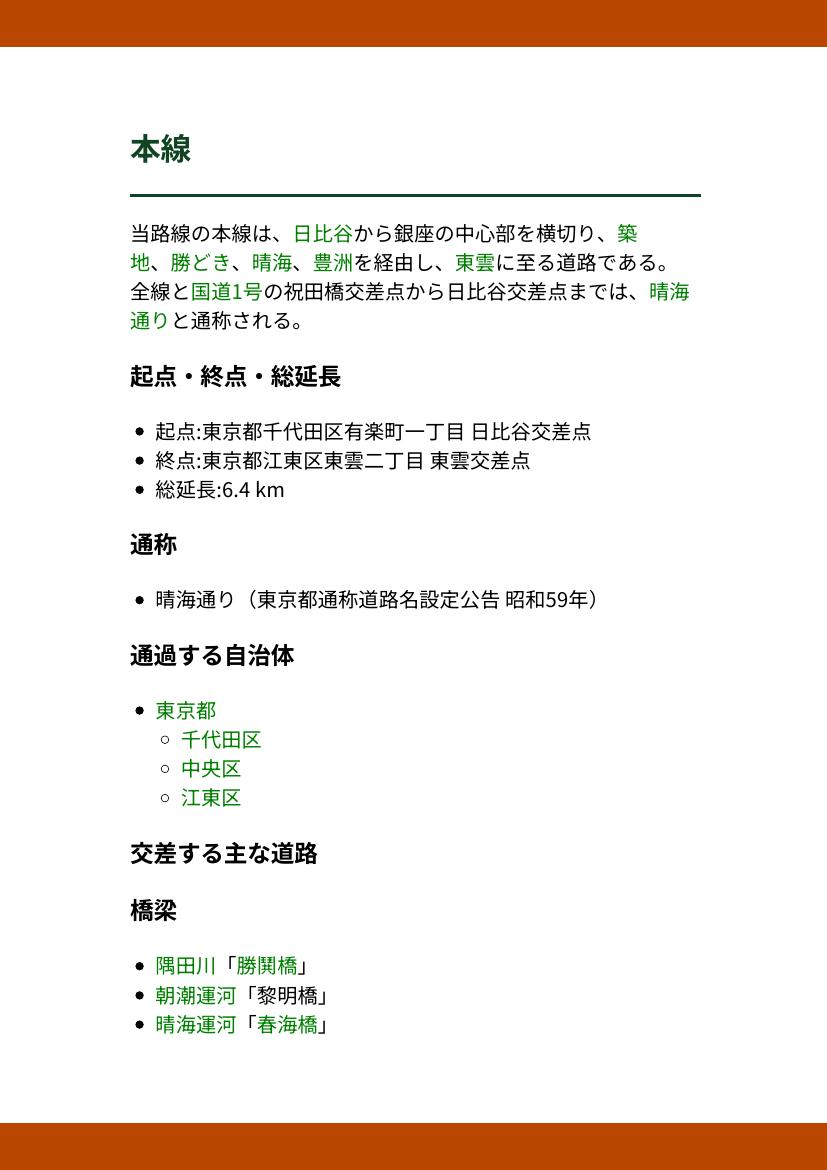 本線
当路線の本線は、日比谷から銀座の中心部を横切り、築
地、勝どき、晴海、豊洲を経由し、東雲に至る道路である。
全線と国道1号の祝田橋交差点から日比谷交差点までは、晴海
通りと通称される。
起点・終点・総延長
• 起点:東京都千代田区有楽町一丁目 日比谷交差点
• 終点:東京都江東区東雲二丁目 東雲交差点
• 総延長:6.4 km
通称
• 晴海通り（東京都通称道路名設定公告 昭和59年）
通過する自治体
• 東京都
◦ 千代田区
◦ 中央区
◦ 江東区
交差する主な道路
橋梁
• 隅田川「勝鬨橋」
• 朝潮運河「黎明橋」
• 晴海運河「春海橋」